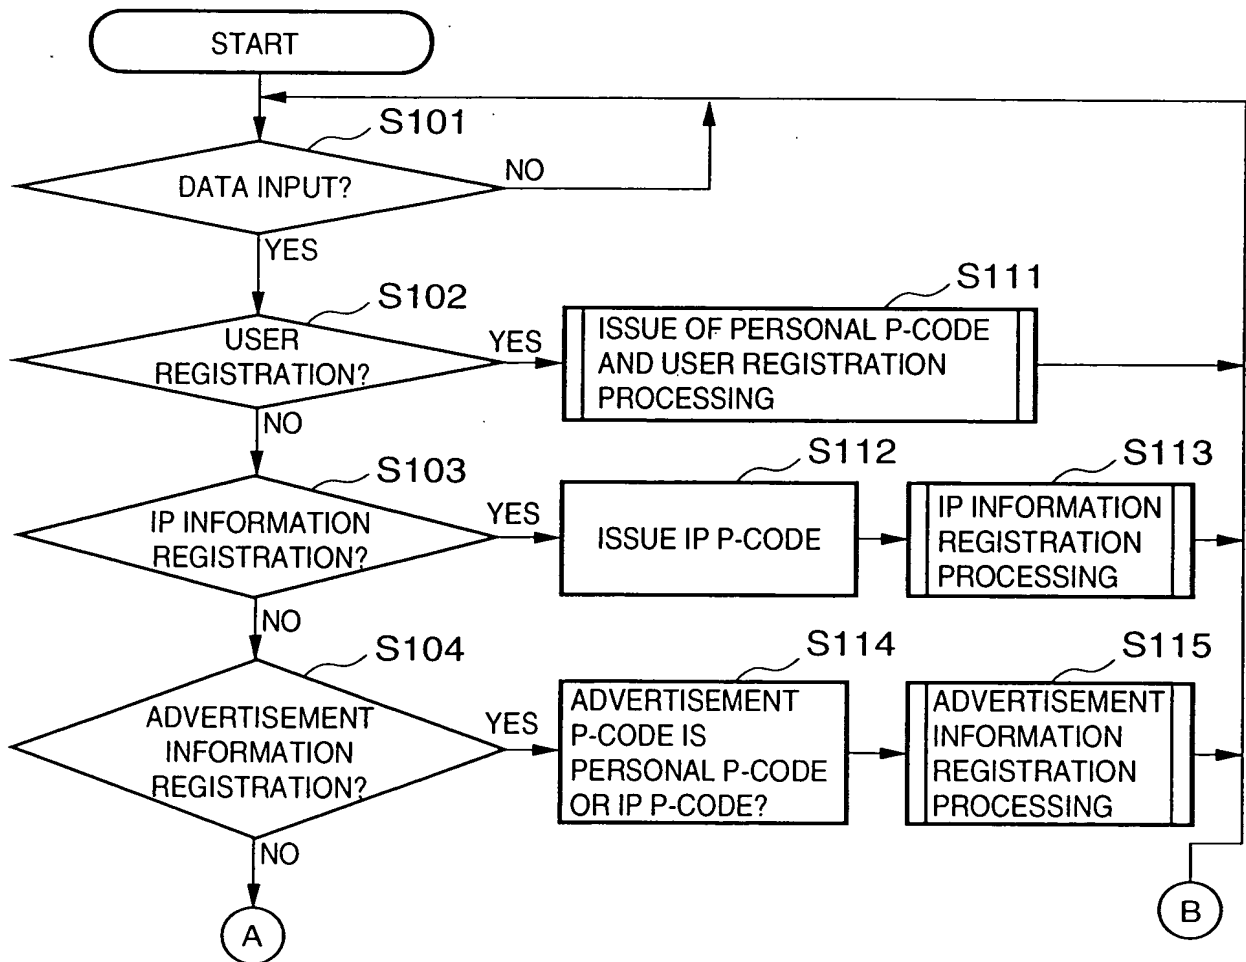 START
S101
DATA INPUT?
NO
YES
S102
USER
REGISTRATION?
YES
S111
ISSUE OF PERSONAL P-CODE
AND USER REGISTRATION
PROCESSING
NO
S103
IP INFORMATION
REGISTRATION?
YES
S112
ISSUE IP P-CODE
S113
IP INFORMATION
REGISTRATION
PROCESSING
NO
S104
ADVERTISEMENT
INFORMATION
REGISTRATION?
YES
S114
ADVERTISEMENT
P-CODE IS
PERSONAL P-CODE
OR IP P-CODE?
S115
ADVERTISEMENT
INFORMATION
REGISTRATION
PROCESSING
NO
A
B